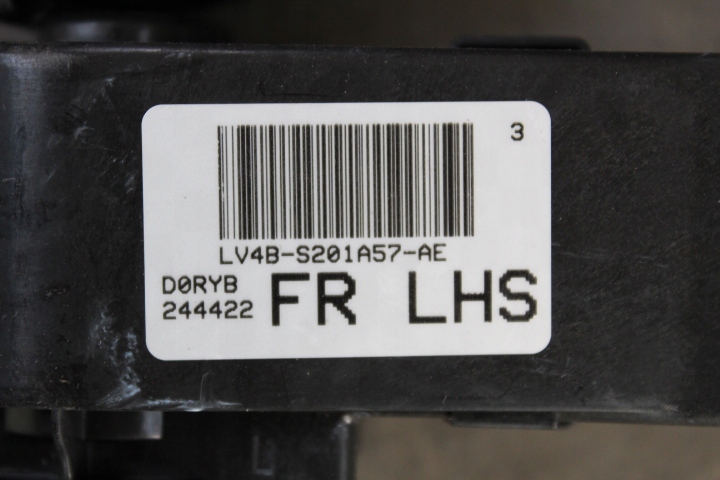 3
LV4B-S201A57-AE
D0RYB
244422
FR LHS